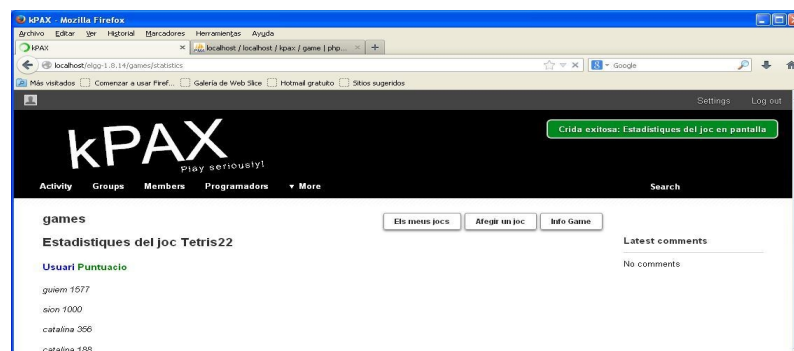 kPAX - Mozilla Firefox
Archivo Editar Ver Historial Marcadores Herramientas Ayuda
kPAX × localhost / localhost / kpax / game | php... × +
localhost/elgg-1.8.14/games/statistics Google
Más visitados Comenzar a usar Firef... Galería de Web Slice Hotmail gratuito Sitios sugeridos
Settings Log out
Crida exitosa: Estadistiques del joc en pantalla
kPAX
Play seriously!
Activity Groups Members Programadors ▼ More Search
games Els meus jocs Afegir un joc Info Game
Estadistiques del joc Tetris22 Latest comments
Usuari Puntuacio No comments
guiem 1577
sion 1000
catalina 356
catalina 188